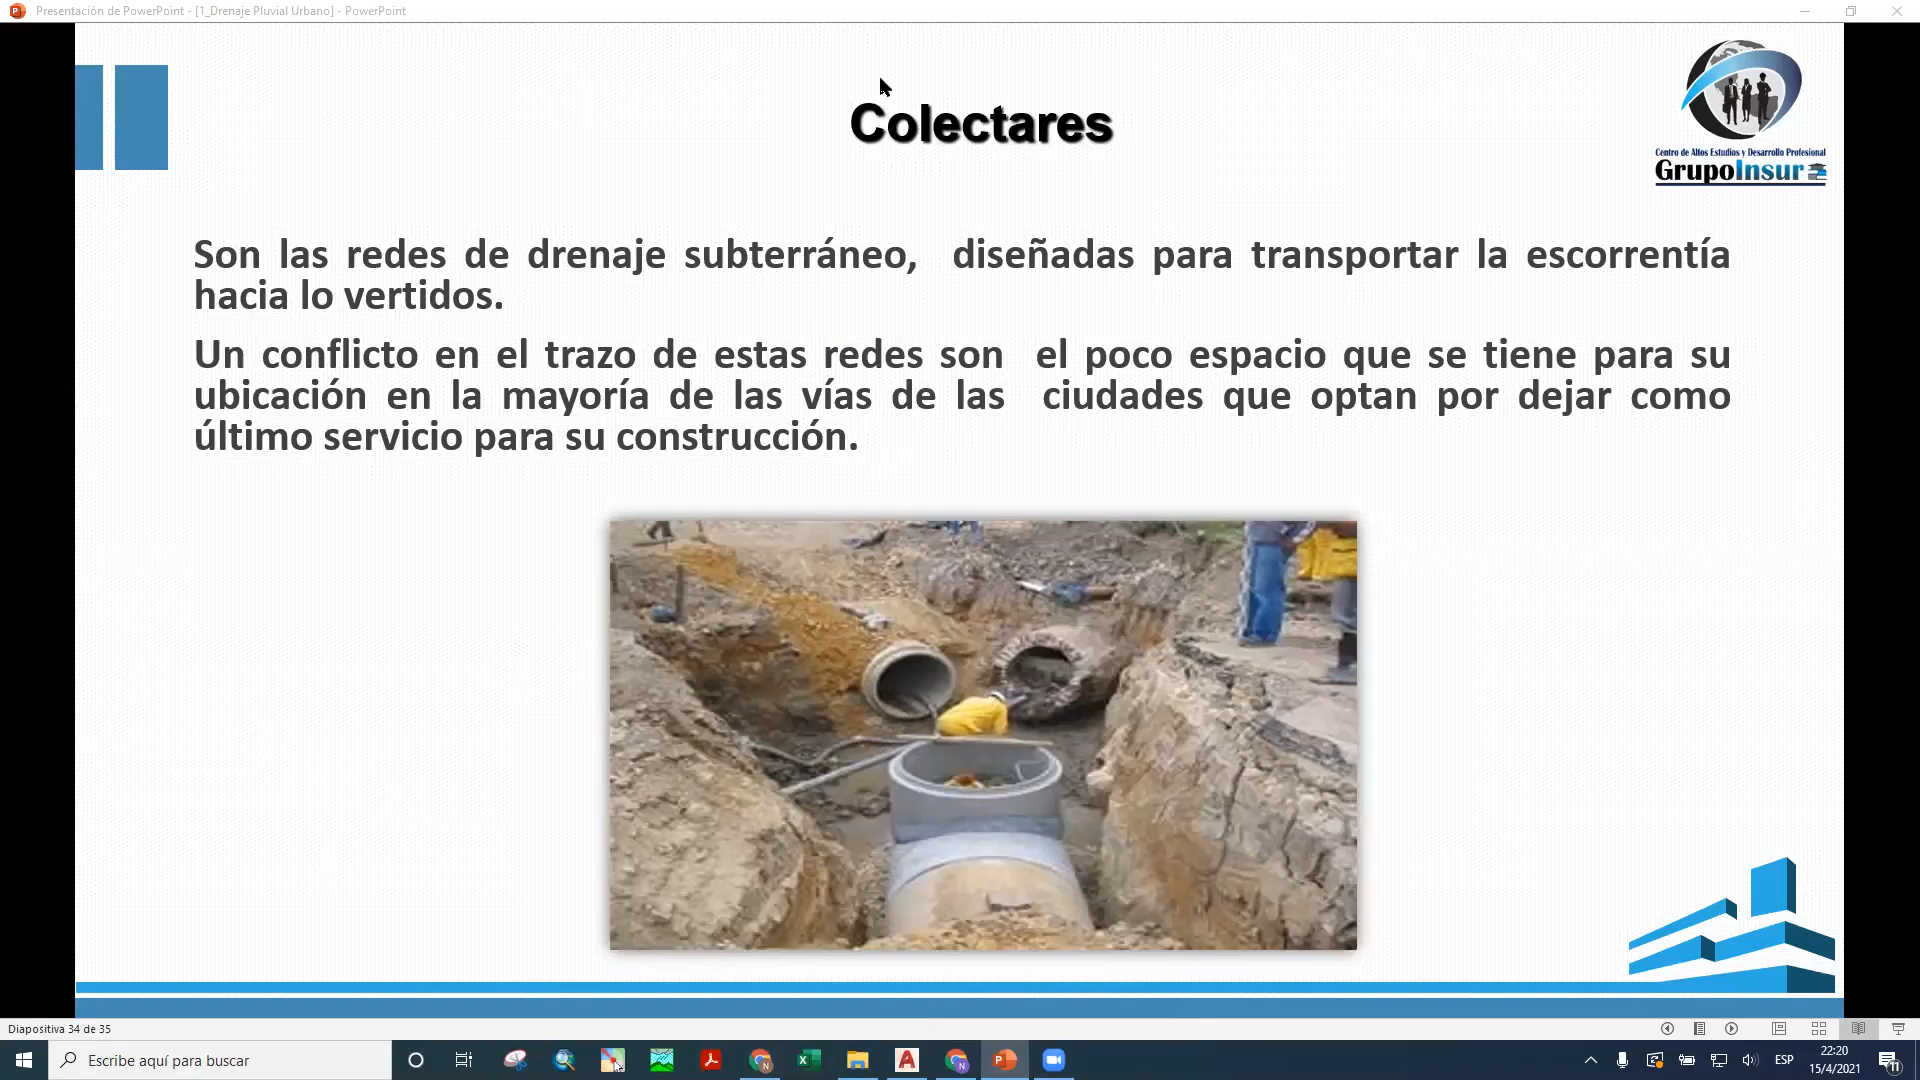 Presentación de PowerPoint - [1_Drenaje Pluvial Urbano] - PowerPoint
Colectares
Centro de Altos Estudios y Desarrollo Profesional
GrupoInsur
Son las redes de drenaje subterráneo, diseñadas para transportar la escorrentía
hacia lo vertidos.
Un conflicto en el trazo de estas redes son el poco espacio que se tiene para su
ubicación en la mayoría de las vías de las ciudades que optan por dejar como
último servicio para su construcción.
Diapositiva 34 de 35
Escribe aquí para buscar
ESP
22:20
15/4/2021
11